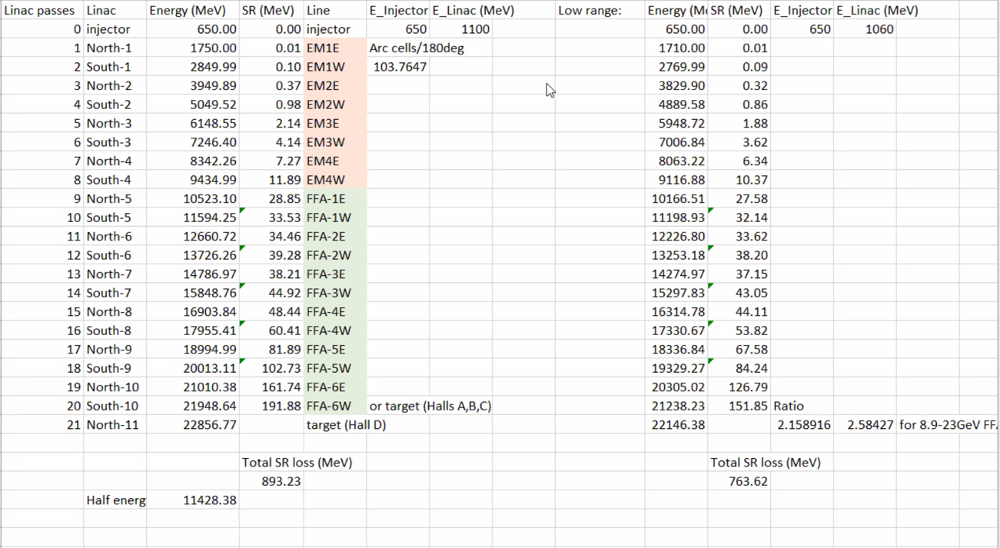 Linac passes Linac Energy (MeV) SR (MeV) Line E_Injector E_Linac (MeV) Low range: Energy (Me SR (MeV) E_Injector E_Linac (MeV)
0 injector 650.00 0.00 injector 650 1100 650.00 0.00 650 1060
1 North-1 1750.00 0.01 EM1E Arc cells/180deg 1710.00 0.01
2 South-1 2849.99 0.10 EM1W 103.7647 2769.99 0.09
3 North-2 3949.89 0.37 EM2E 3829.90 0.32
4 South-2 5049.52 0.98 EM2W 4889.58 0.86
5 North-3 6148.55 2.14 EM3E 5948.72 1.88
6 South-3 7246.40 4.14 EM3W 7006.84 3.62
7 North-4 8342.26 7.27 EM4E 8063.22 6.34
8 South-4 9434.99 11.89 EM4W 9116.88 10.37
9 North-5 10523.10 28.85 FFA-1E 10166.51 27.58
10 South-5 11594.25 33.53 FFA-1W 11198.93 32.14
11 North-6 12660.72 34.46 FFA-2E 12226.80 33.62
12 South-6 13726.26 39.28 FFA-2W 13253.18 38.20
13 North-7 14786.97 38.21 FFA-3E 14274.97 37.15
14 South-7 15848.76 44.92 FFA-3W 15297.83 43.05
15 North-8 16903.84 48.44 FFA-4E 16314.78 44.11
16 South-8 17955.41 60.41 FFA-4W 17330.67 53.82
17 North-9 18994.99 81.89 FFA-5E 18336.84 67.58
18 South-9 20013.11 102.73 FFA-5W 19329.27 84.24
19 North-10 21010.38 161.74 FFA-6E 20305.02 126.79
20 South-10 21948.64 191.88 FFA-6W or target (Halls A,B,C) 21238.23 151.85 Ratio
21 North-11 22856.77 target (Hall D) 22146.38 2.158916 2.58427 for 8.9-23GeV FF
Total SR loss (MeV) Total SR loss (MeV)
893.23 763.62
Half energ 11428.38